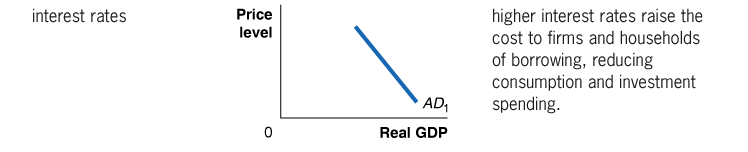 interest rates
Price
level
AD1
0
Real GDP
higher interest rates raise the
cost to firms and households
of borrowing, reducing
consumption and investment
spending.